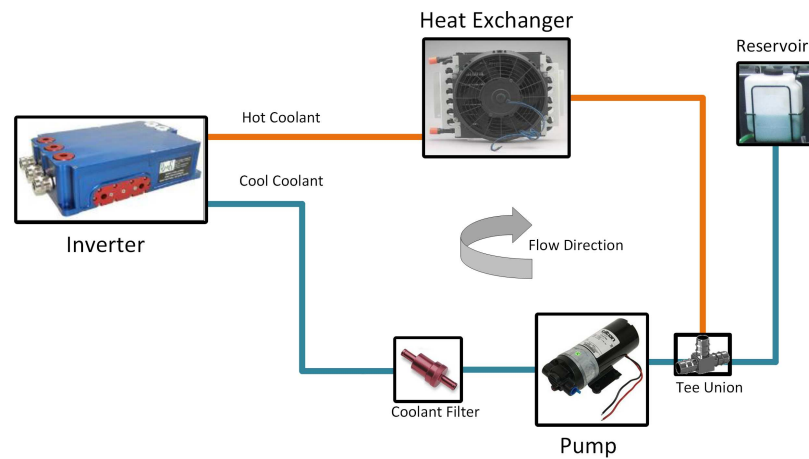 Heat Exchanger
Reservoir
Hot Coolant
Cool Coolant
Inverter
Flow Direction
Coolant Filter
Tee Union
Pump